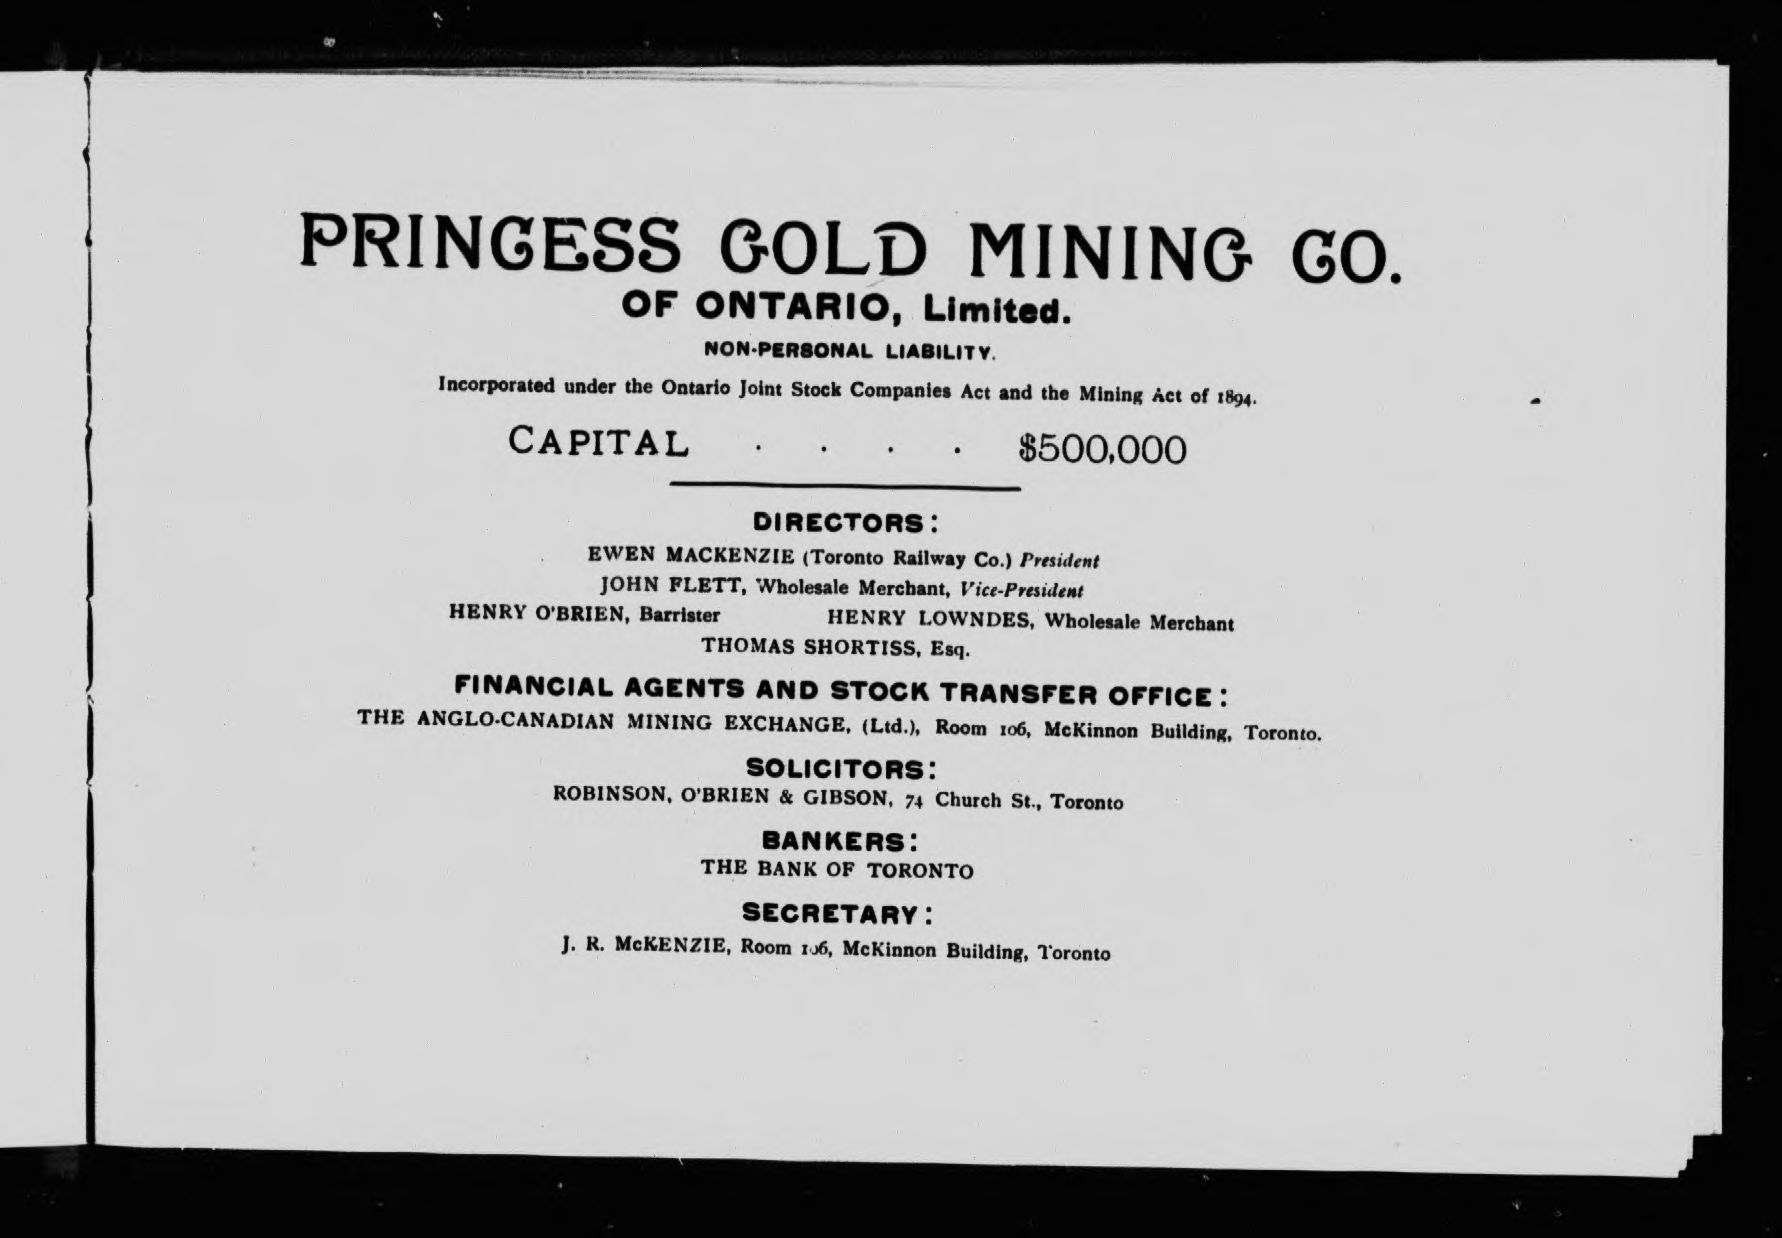 PRINCESS GOLD MINING CO.
OF ONTARIO, Limited.
NON-PERSONAL LIABILITY.
Incorporated under the Ontario Joint Stock Companies Act and the Mining Act of 1894.
CAPITAL . . . . $500,000
DIRECTORS:
EWEN MACKENZIE (Toronto Railway Co.) President
JOHN FLETT, Wholesale Merchant, Vice-President
HENRY O'BRIEN, Barrister HENRY LOWNDES, Wholesale Merchant
THOMAS SHORTISS, Esq.
FINANCIAL AGENTS AND STOCK TRANSFER OFFICE:
THE ANGLO-CANADIAN MINING EXCHANGE, (Ltd.), Room 106, McKinnon Building, Toronto.
SOLICITORS:
ROBINSON, O'BRIEN & GIBSON, 74 Church St., Toronto
BANKERS:
THE BANK OF TORONTO
SECRETARY:
J. R. McKENZIE, Room 106, McKinnon Building, Toronto